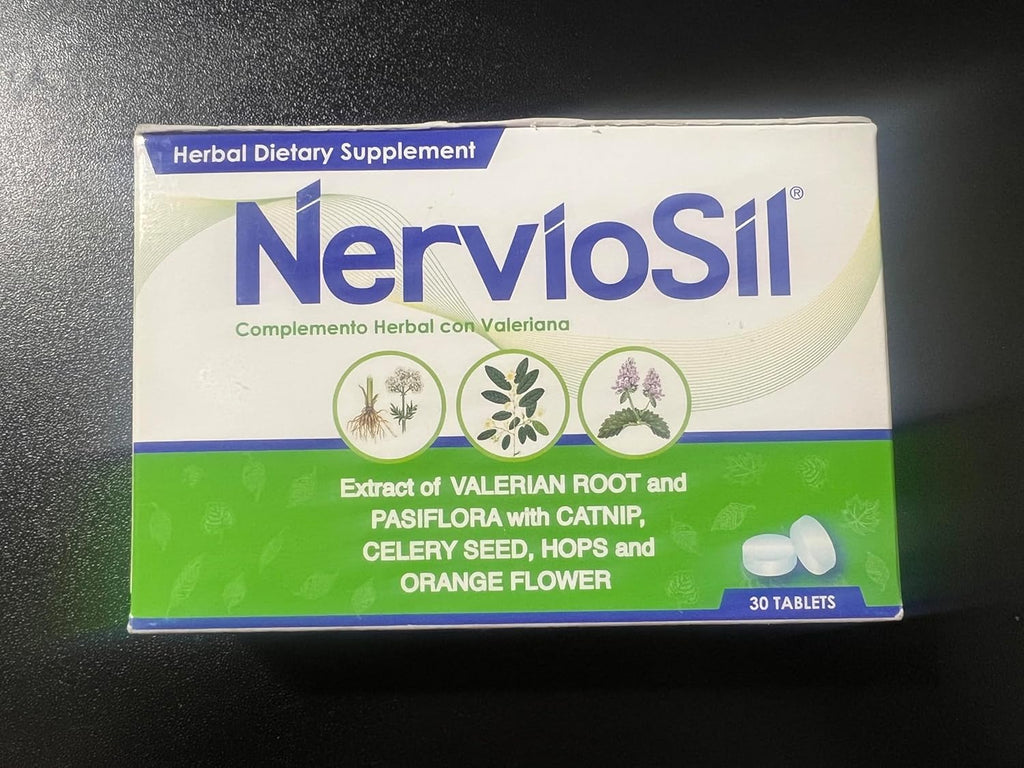 Herbal Dietary Supplement
NervioSil®
Complemento Herbal con Valeriana
Extract of VALERIAN ROOT and
PASIFLORA with CATNIP,
CELERY SEED, HOPS and
ORANGE FLOWER
30 TABLETS